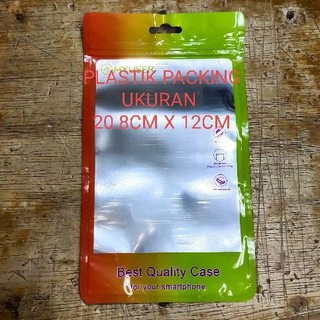 PLASTIK PACKING
UKURAN
20 8CM X 12CM
Best Quality Case
for your smartphone